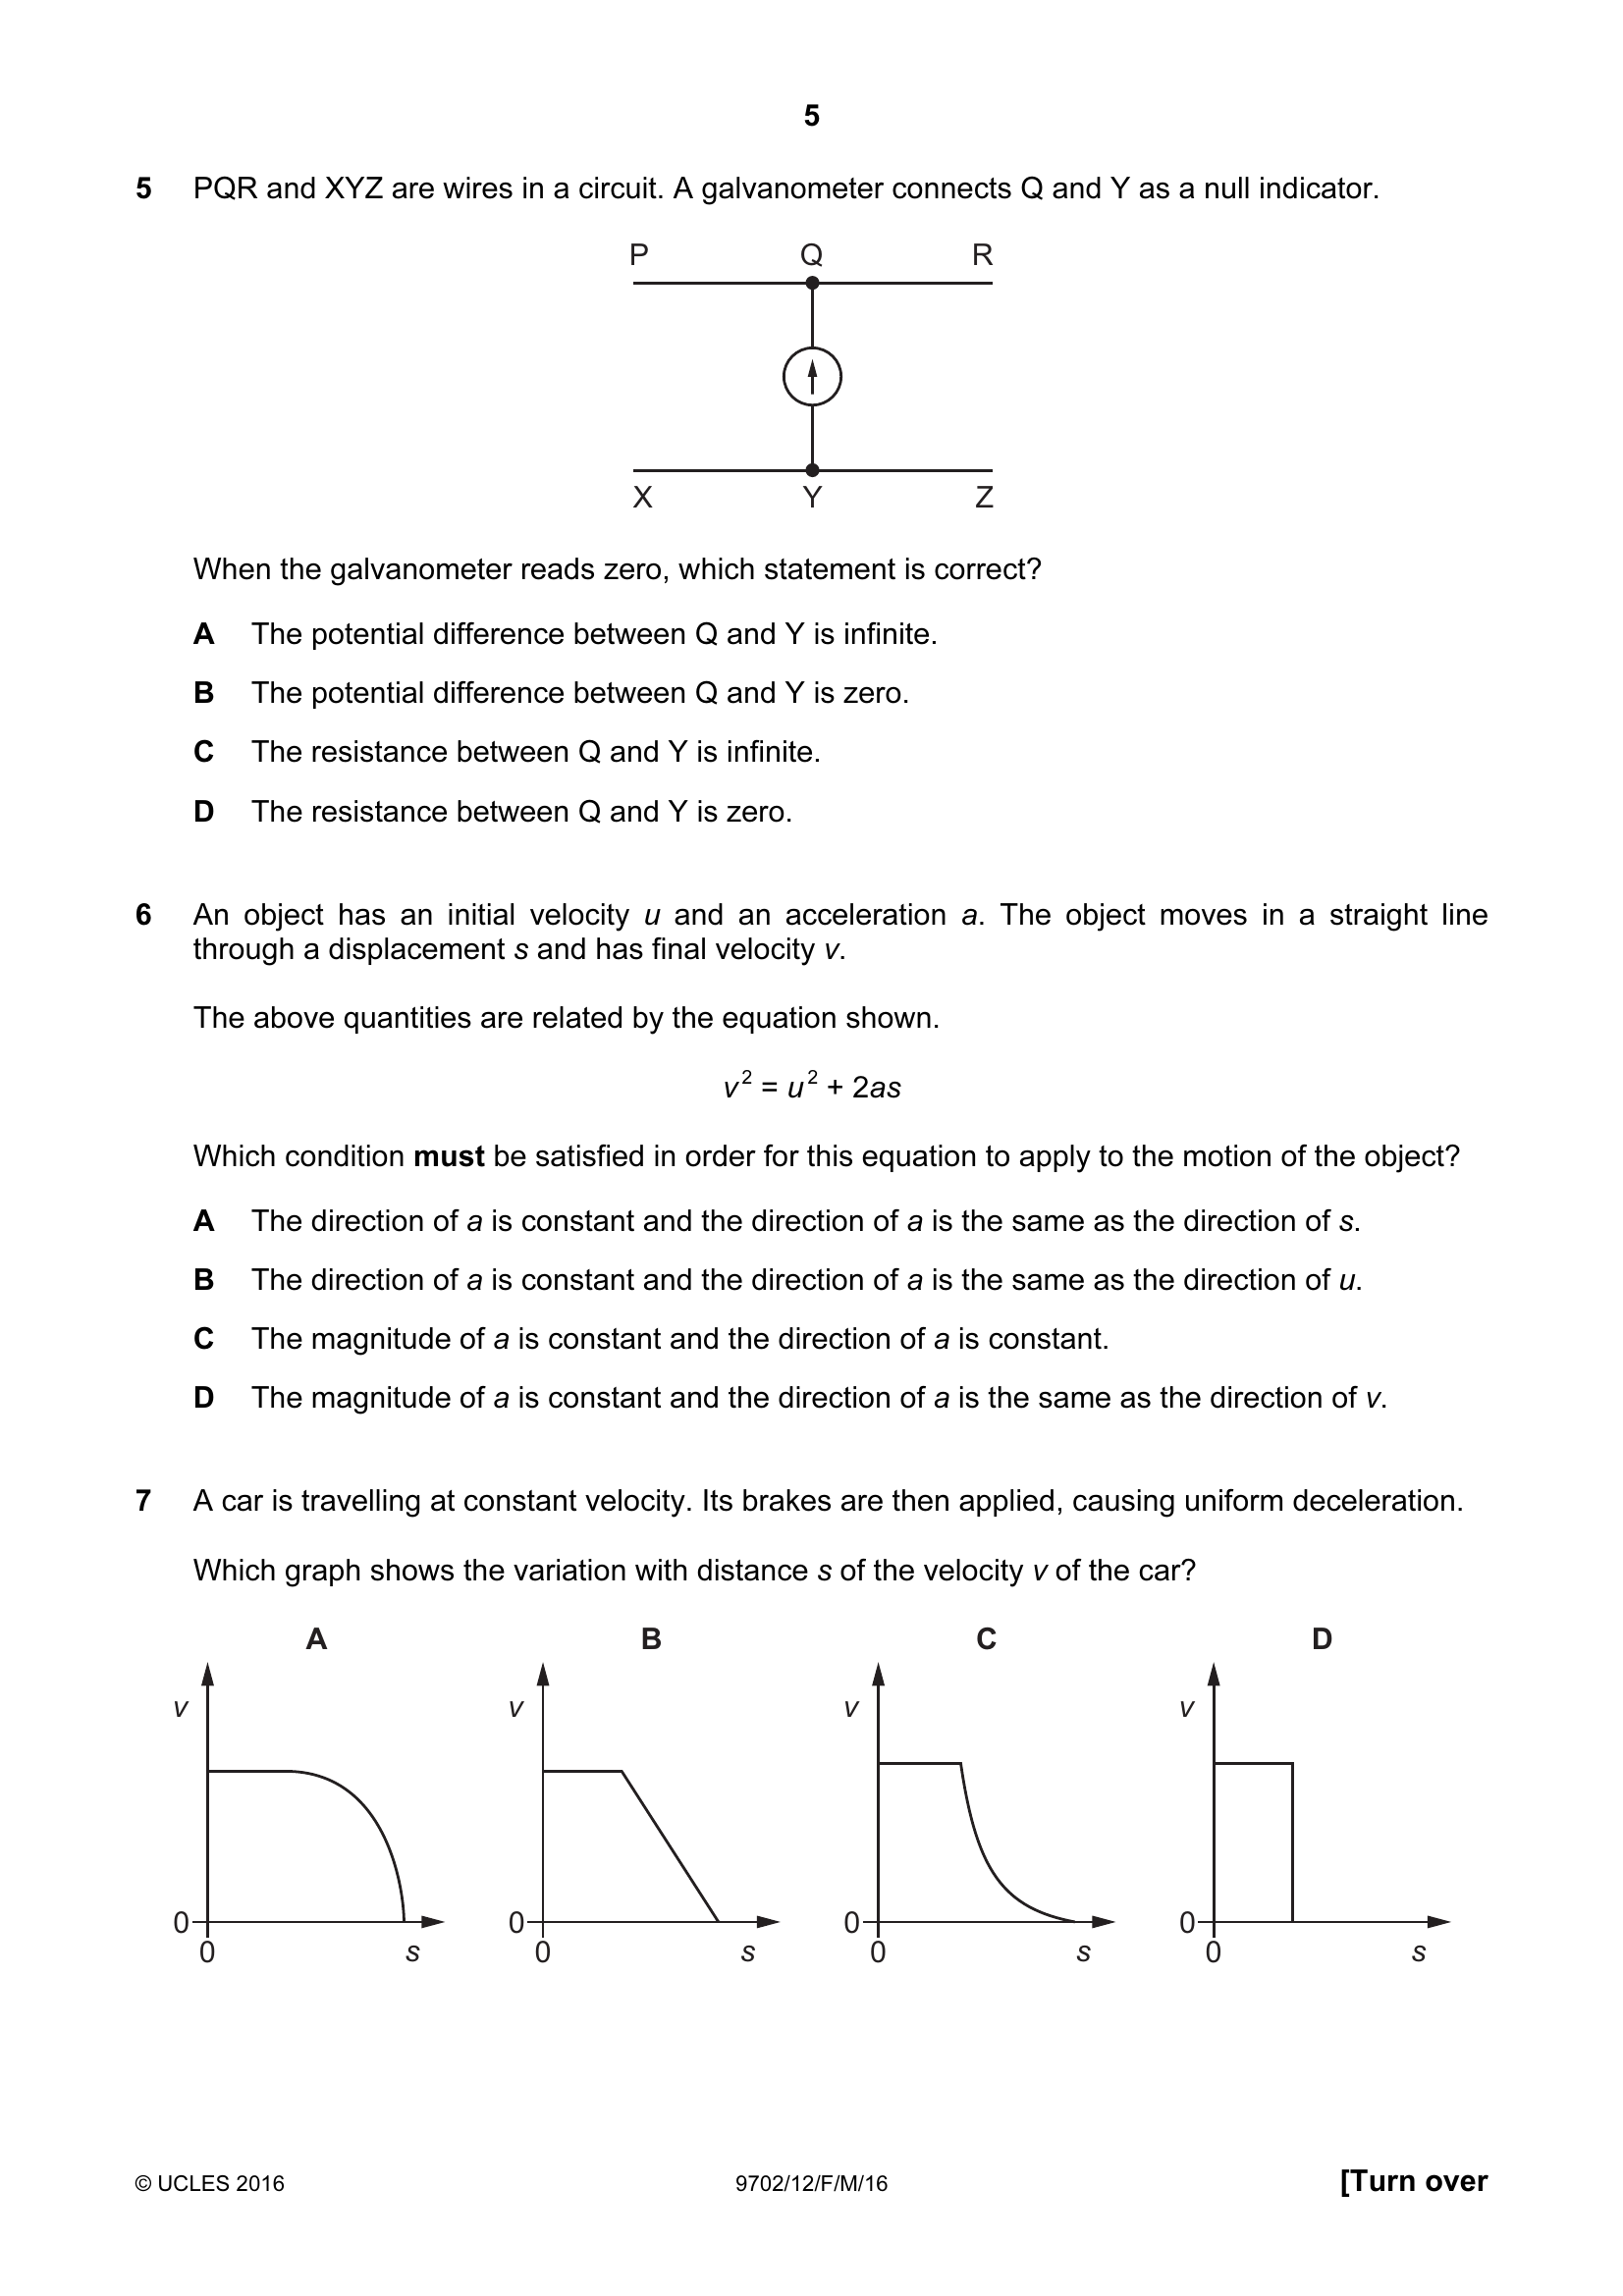 5
5 PQR and XYZ are wires in a circuit. A galvanometer connects Q and Y as a null indicator.
P Q R
X Y Z
When the galvanometer reads zero, which statement is correct?
A The potential difference between Q and Y is infinite.
B The potential difference between Q and Y is zero.
C The resistance between Q and Y is infinite.
D The resistance between Q and Y is zero.
6 An object has an initial velocity u and an acceleration a. The object moves in a straight line
through a displacement s and has final velocity v.
The above quantities are related by the equation shown.
v² = u² + 2as
Which condition must be satisfied in order for this equation to apply to the motion of the object?
A The direction of a is constant and the direction of a is the same as the direction of s.
B The direction of a is constant and the direction of a is the same as the direction of u.
C The magnitude of a is constant and the direction of a is constant.
D The magnitude of a is constant and the direction of a is the same as the direction of v.
7 A car is travelling at constant velocity. Its brakes are then applied, causing uniform deceleration.
Which graph shows the variation with distance s of the velocity v of the car?
A B C D
v v v v
0 0 0 0
0 s 0 s 0 s 0 s
© UCLES 2016 9702/12/F/M/16 [Turn over